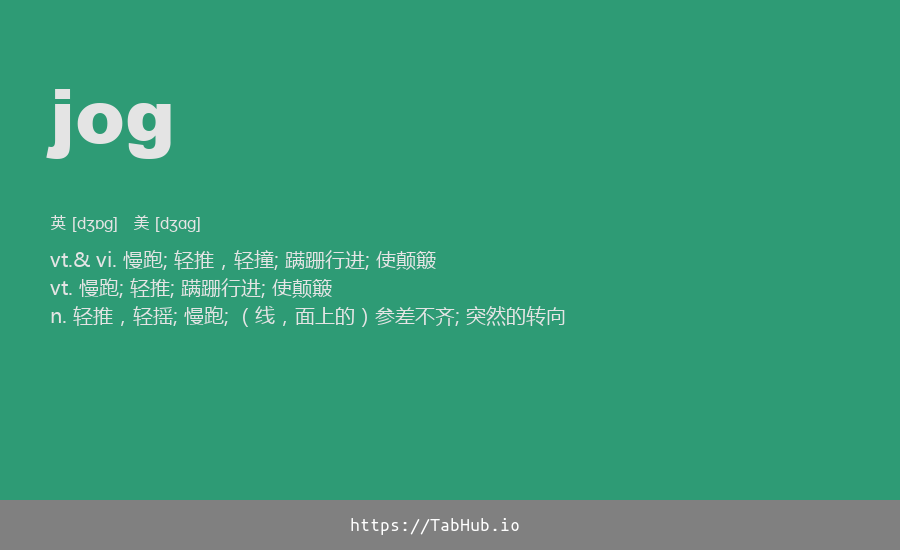 jog
英 [dʒɒg] 美 [dʒɑg]
vt.& vi. 慢跑; 轻推，轻撞; 蹒跚行进; 使颠簸
vt. 慢跑; 轻推; 蹒跚行进; 使颠簸
n. 轻推，轻摇; 慢跑; （线，面上的）参差不齐; 突然的转向
https://TabHub.io